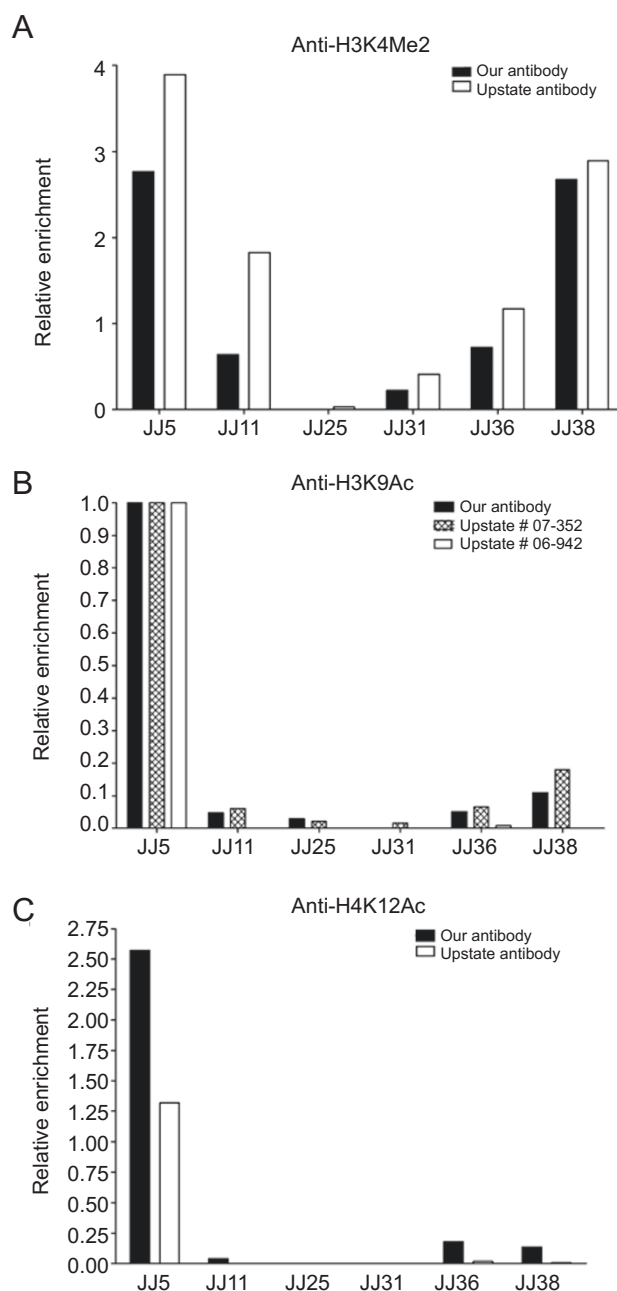 A
Anti-H3K4Me2
Our antibody
Upstate antibody
Relative enrichment
4
3
2
1
0
JJ5 JJ11 JJ25 JJ31 JJ36 JJ38
B
Anti-H3K9Ac
Our antibody
Upstate # 07-352
Upstate # 06-942
Relative enrichment
1.0
0.9
0.8
0.7
0.6
0.5
0.4
0.3
0.2
0.1
0.0
JJ5 JJ11 JJ25 JJ31 JJ36 JJ38
C
Anti-H4K12Ac
Our antibody
Upstate antibody
Relative enrichment
2.75
2.50
2.25
2.00
1.75
1.50
1.25
1.00
0.75
0.50
0.25
0.00
JJ5 JJ11 JJ25 JJ31 JJ36 JJ38